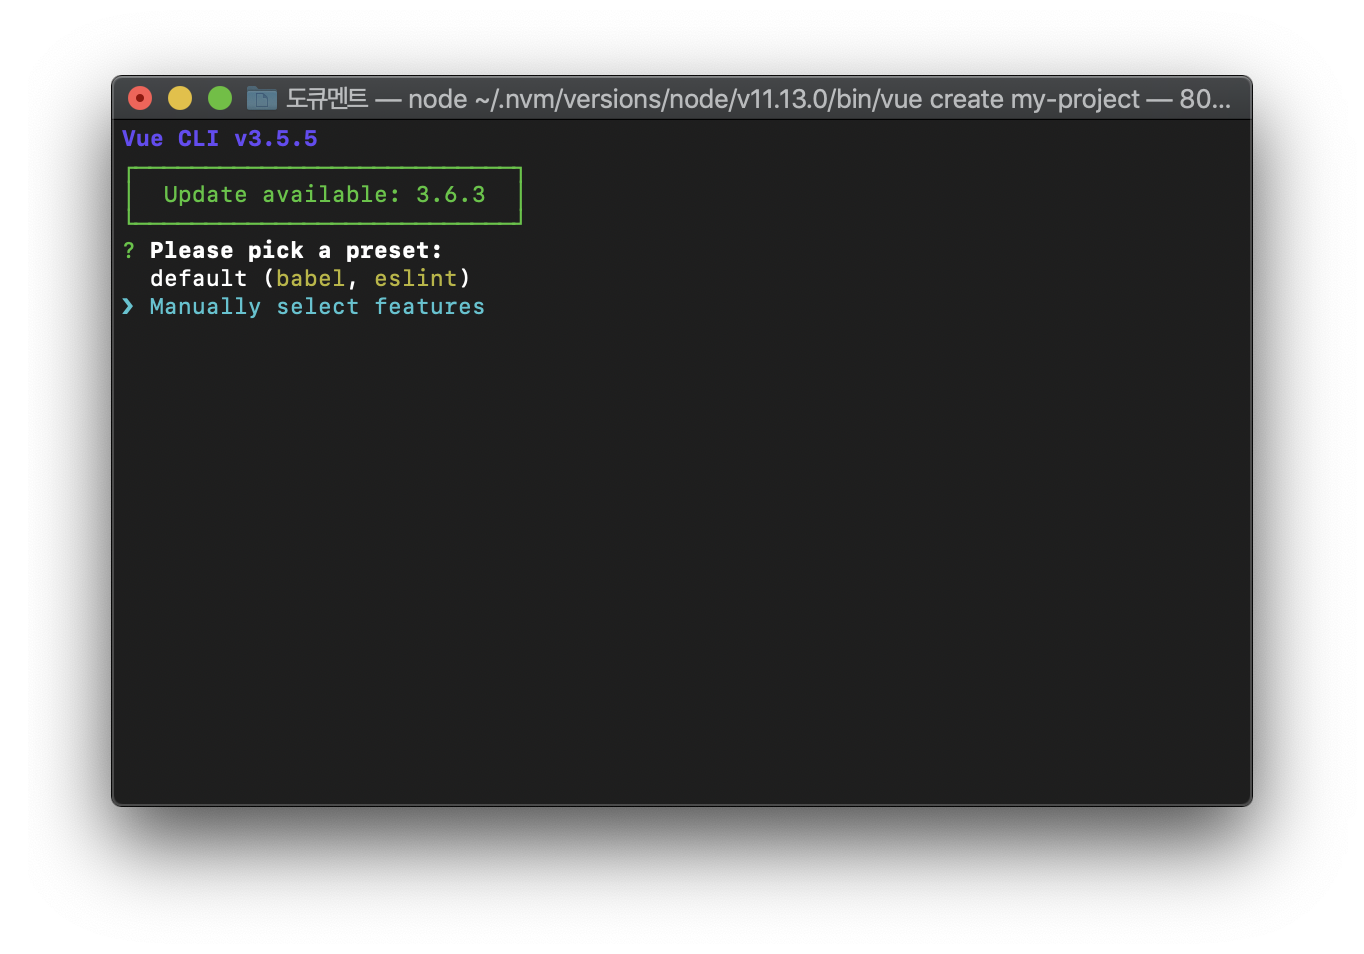 도큐멘트 — node ~/.nvm/versions/node/v11.13.0/bin/vue create my-project — 80...
Vue CLI v3.5.5
Update available: 3.6.3
? Please pick a preset:
default (babel, eslint)
❯ Manually select features